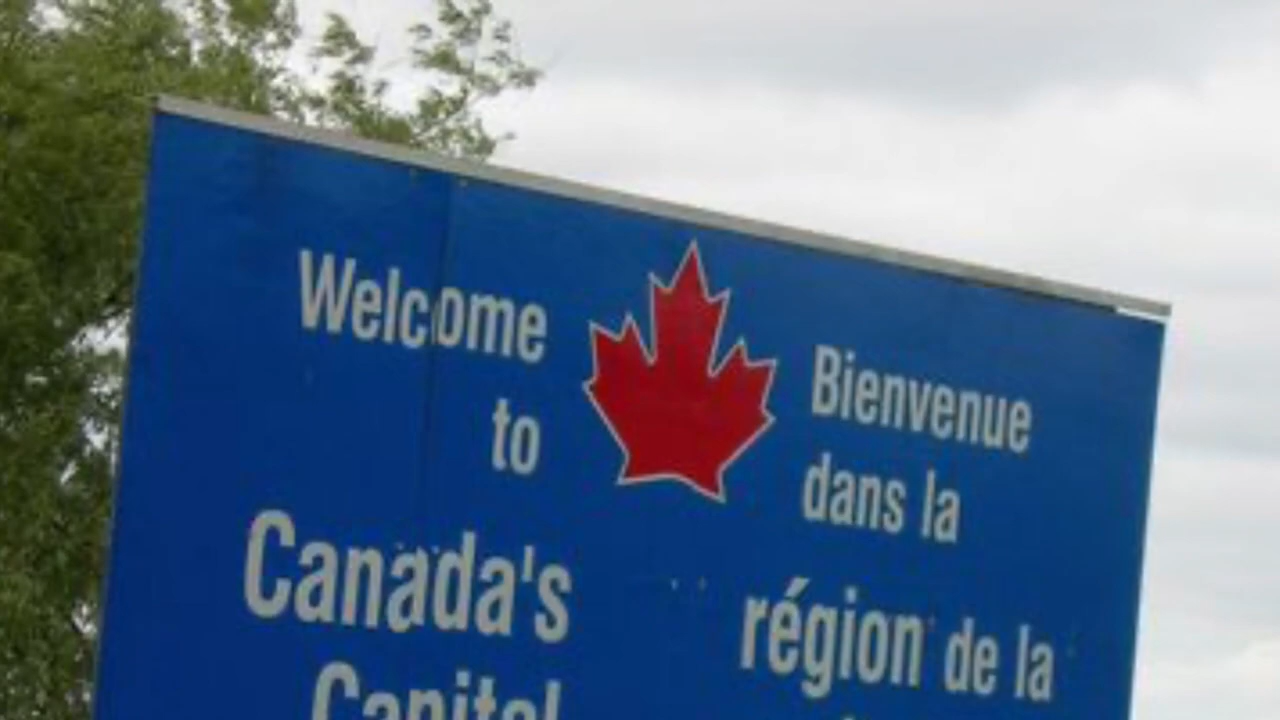 Welcome
to
Canada's
Capital
Bienvenue
dans la
région de la